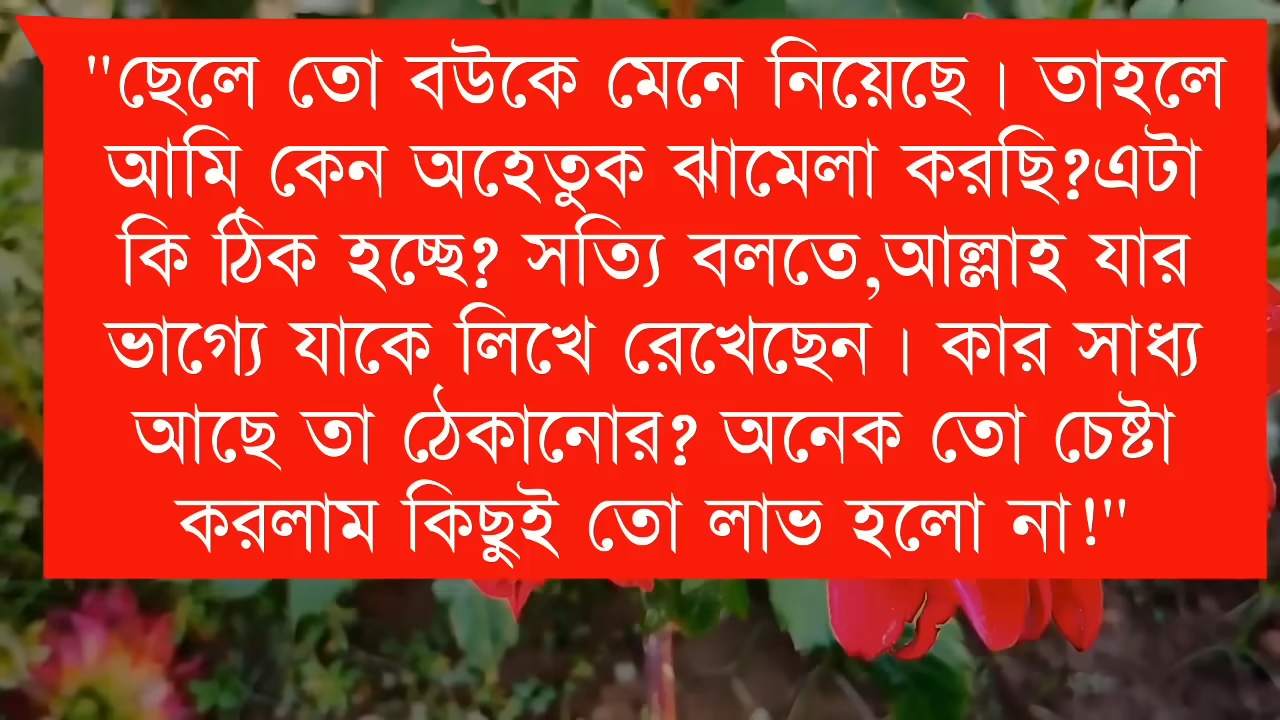 "ছেলে তো বউকে মেনে নিয়েছে। তাহলে
আমি কেন অহেতুক ঝামেলা করছি?এটা
কি ঠিক হচ্ছে? সত্যি বলতে,আল্লাহ যার
ভাগ্যে যাকে লিখে রেখেছেন। কার সাধ্য
আছে তা ঠেকানোর? অনেক তো চেষ্টা
করলাম কিছুই তো লাভ হলো না!"